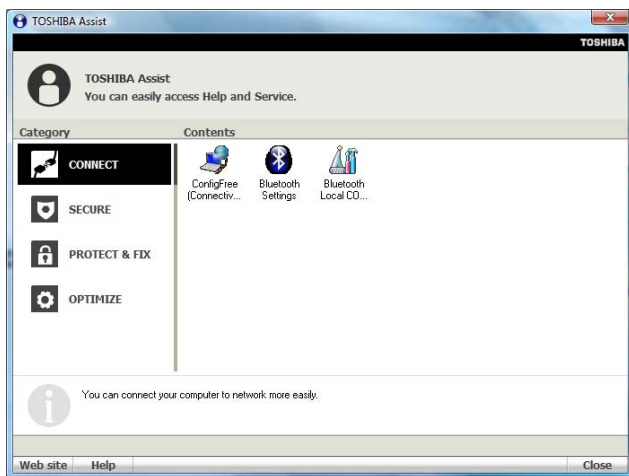 TOSHIBA Assist
TOSHIBA
TOSHIBA Assist
You can easily access Help and Service.
Category
Contents
CONNECT
SECURE
PROTECT & FIX
OPTIMIZE
ConfigFree
(Connectiv...
Bluetooth
Settings
Bluetooth
Local CO...
You can connect your computer to network more easily.
Web site
Help
Close